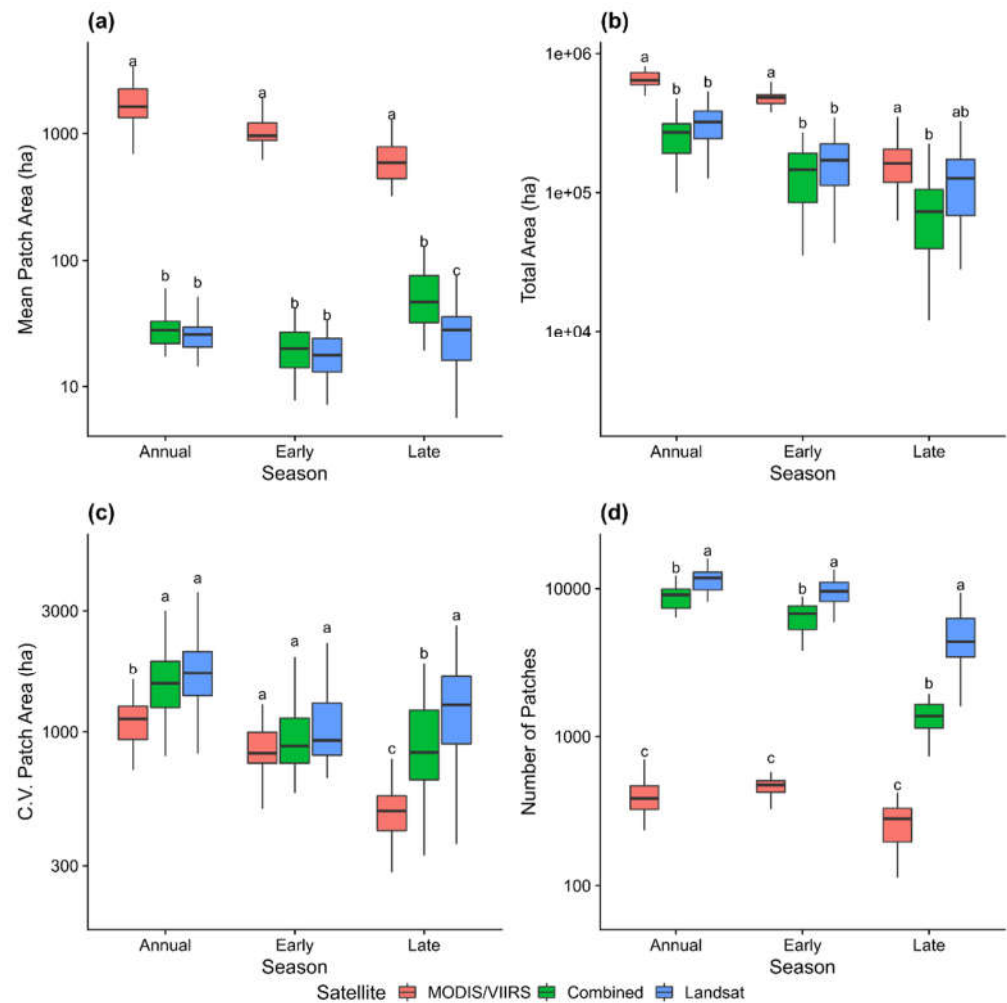 (a)
Mean Patch Area (ha)
1000
100
10
a
b
b
a
b
b
a
b
c
Annual
Early
Late
Season
(b)
Total Area (ha)
1e+06
1e+05
1e+04
a
b
b
a
b
b
a
b
ab
Annual
Early
Late
Season
(c)
C.V. Patch Area (ha)
3000
1000
300
b
a
a
a
a
a
c
b
a
Annual
Early
Late
Season
(d)
Number of Patches
10000
1000
100
c
b
a
c
b
a
c
b
a
Annual
Early
Late
Season
Satellite MODIS/VIIRS Combined Landsat